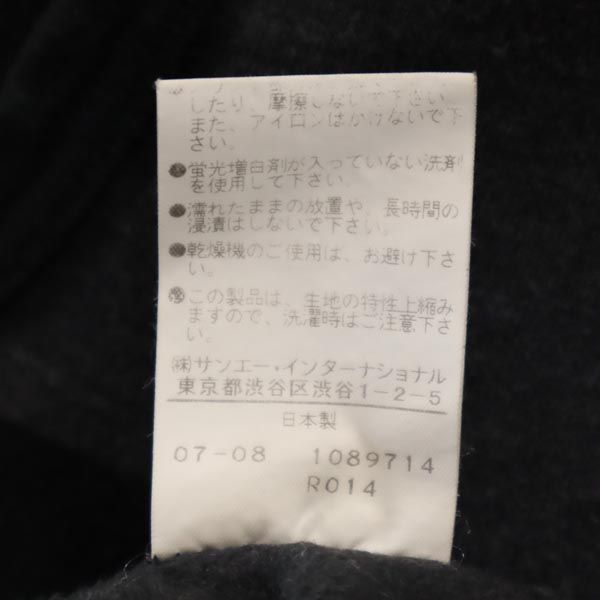 したり、摩擦しないで下さい。
また、アイロンはかけないで下
さい。
●蛍光増白剤が入っていない洗剤
を使用して下さい。
●濡れたままの放置や、長時間の
浸漬はしないで下さい。
●乾燥機のご使用は、お避け下さ
い。
●この製品は、生地の特性上縮み
ますので、洗濯時はご注意下さ
い。
㈱サンエー・インターナショナル
東京都渋谷区渋谷1-2-5
日本製
07-08 1089714
R014